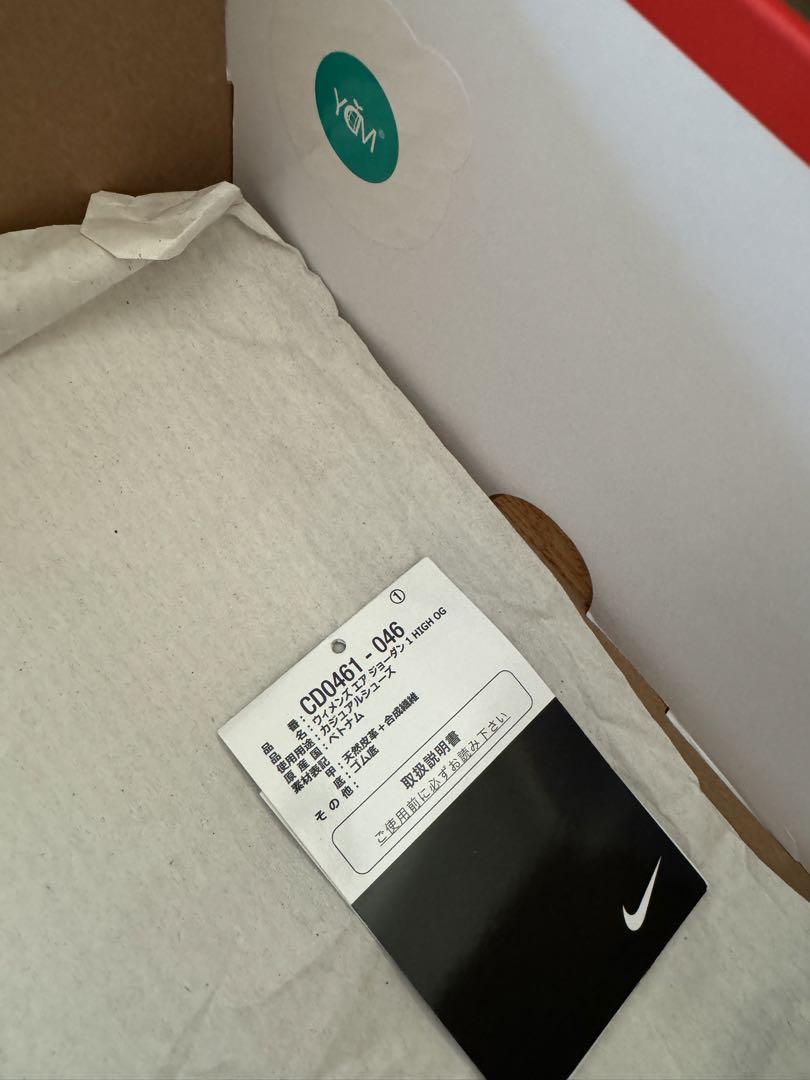 YOM
①
品番：CD0461 - 046
品名：ウィメンズ エア ジョーダン 1 HIGH OG
使用用途：カジュアルシューズ
原産国：ベトナム
素材表記
甲：天然皮革＋合成繊維
底：ゴム底
その他：
取扱説明書
ご使用前に必ずお読み下さい